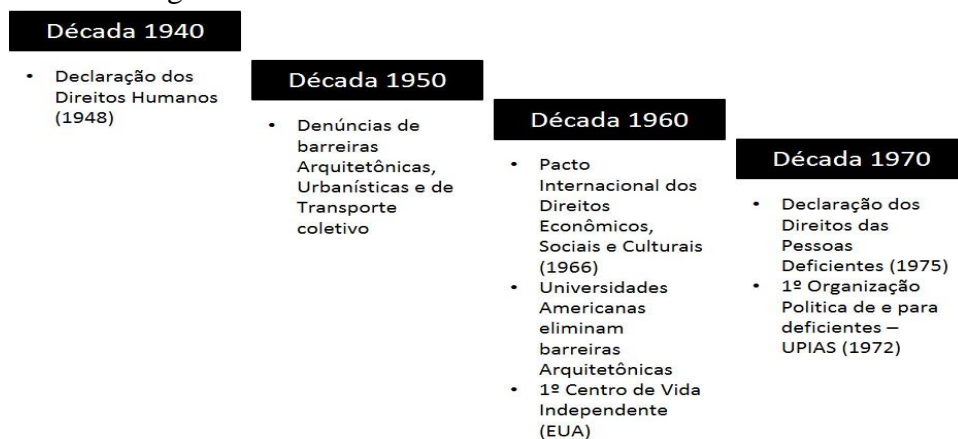 Década 1940
• Declaração dos
Direitos Humanos
(1948)
Década 1950
• Denúncias de
barreiras
Arquitetônicas,
Urbanísticas e de
Transporte
coletivo
Década 1960
• Pacto
Internacional dos
Direitos
Econômicos,
Sociais e Culturais
(1966)
• Universidades
Americanas
eliminam
barreiras
Arquitetônicas
• 1º Centro de Vida
Independente
(EUA)
Década 1970
• Declaração dos
Direitos das
Pessoas
Deficientes (1975)
• 1º Organização
Politica de e para
deficientes –
UPIAS (1972)